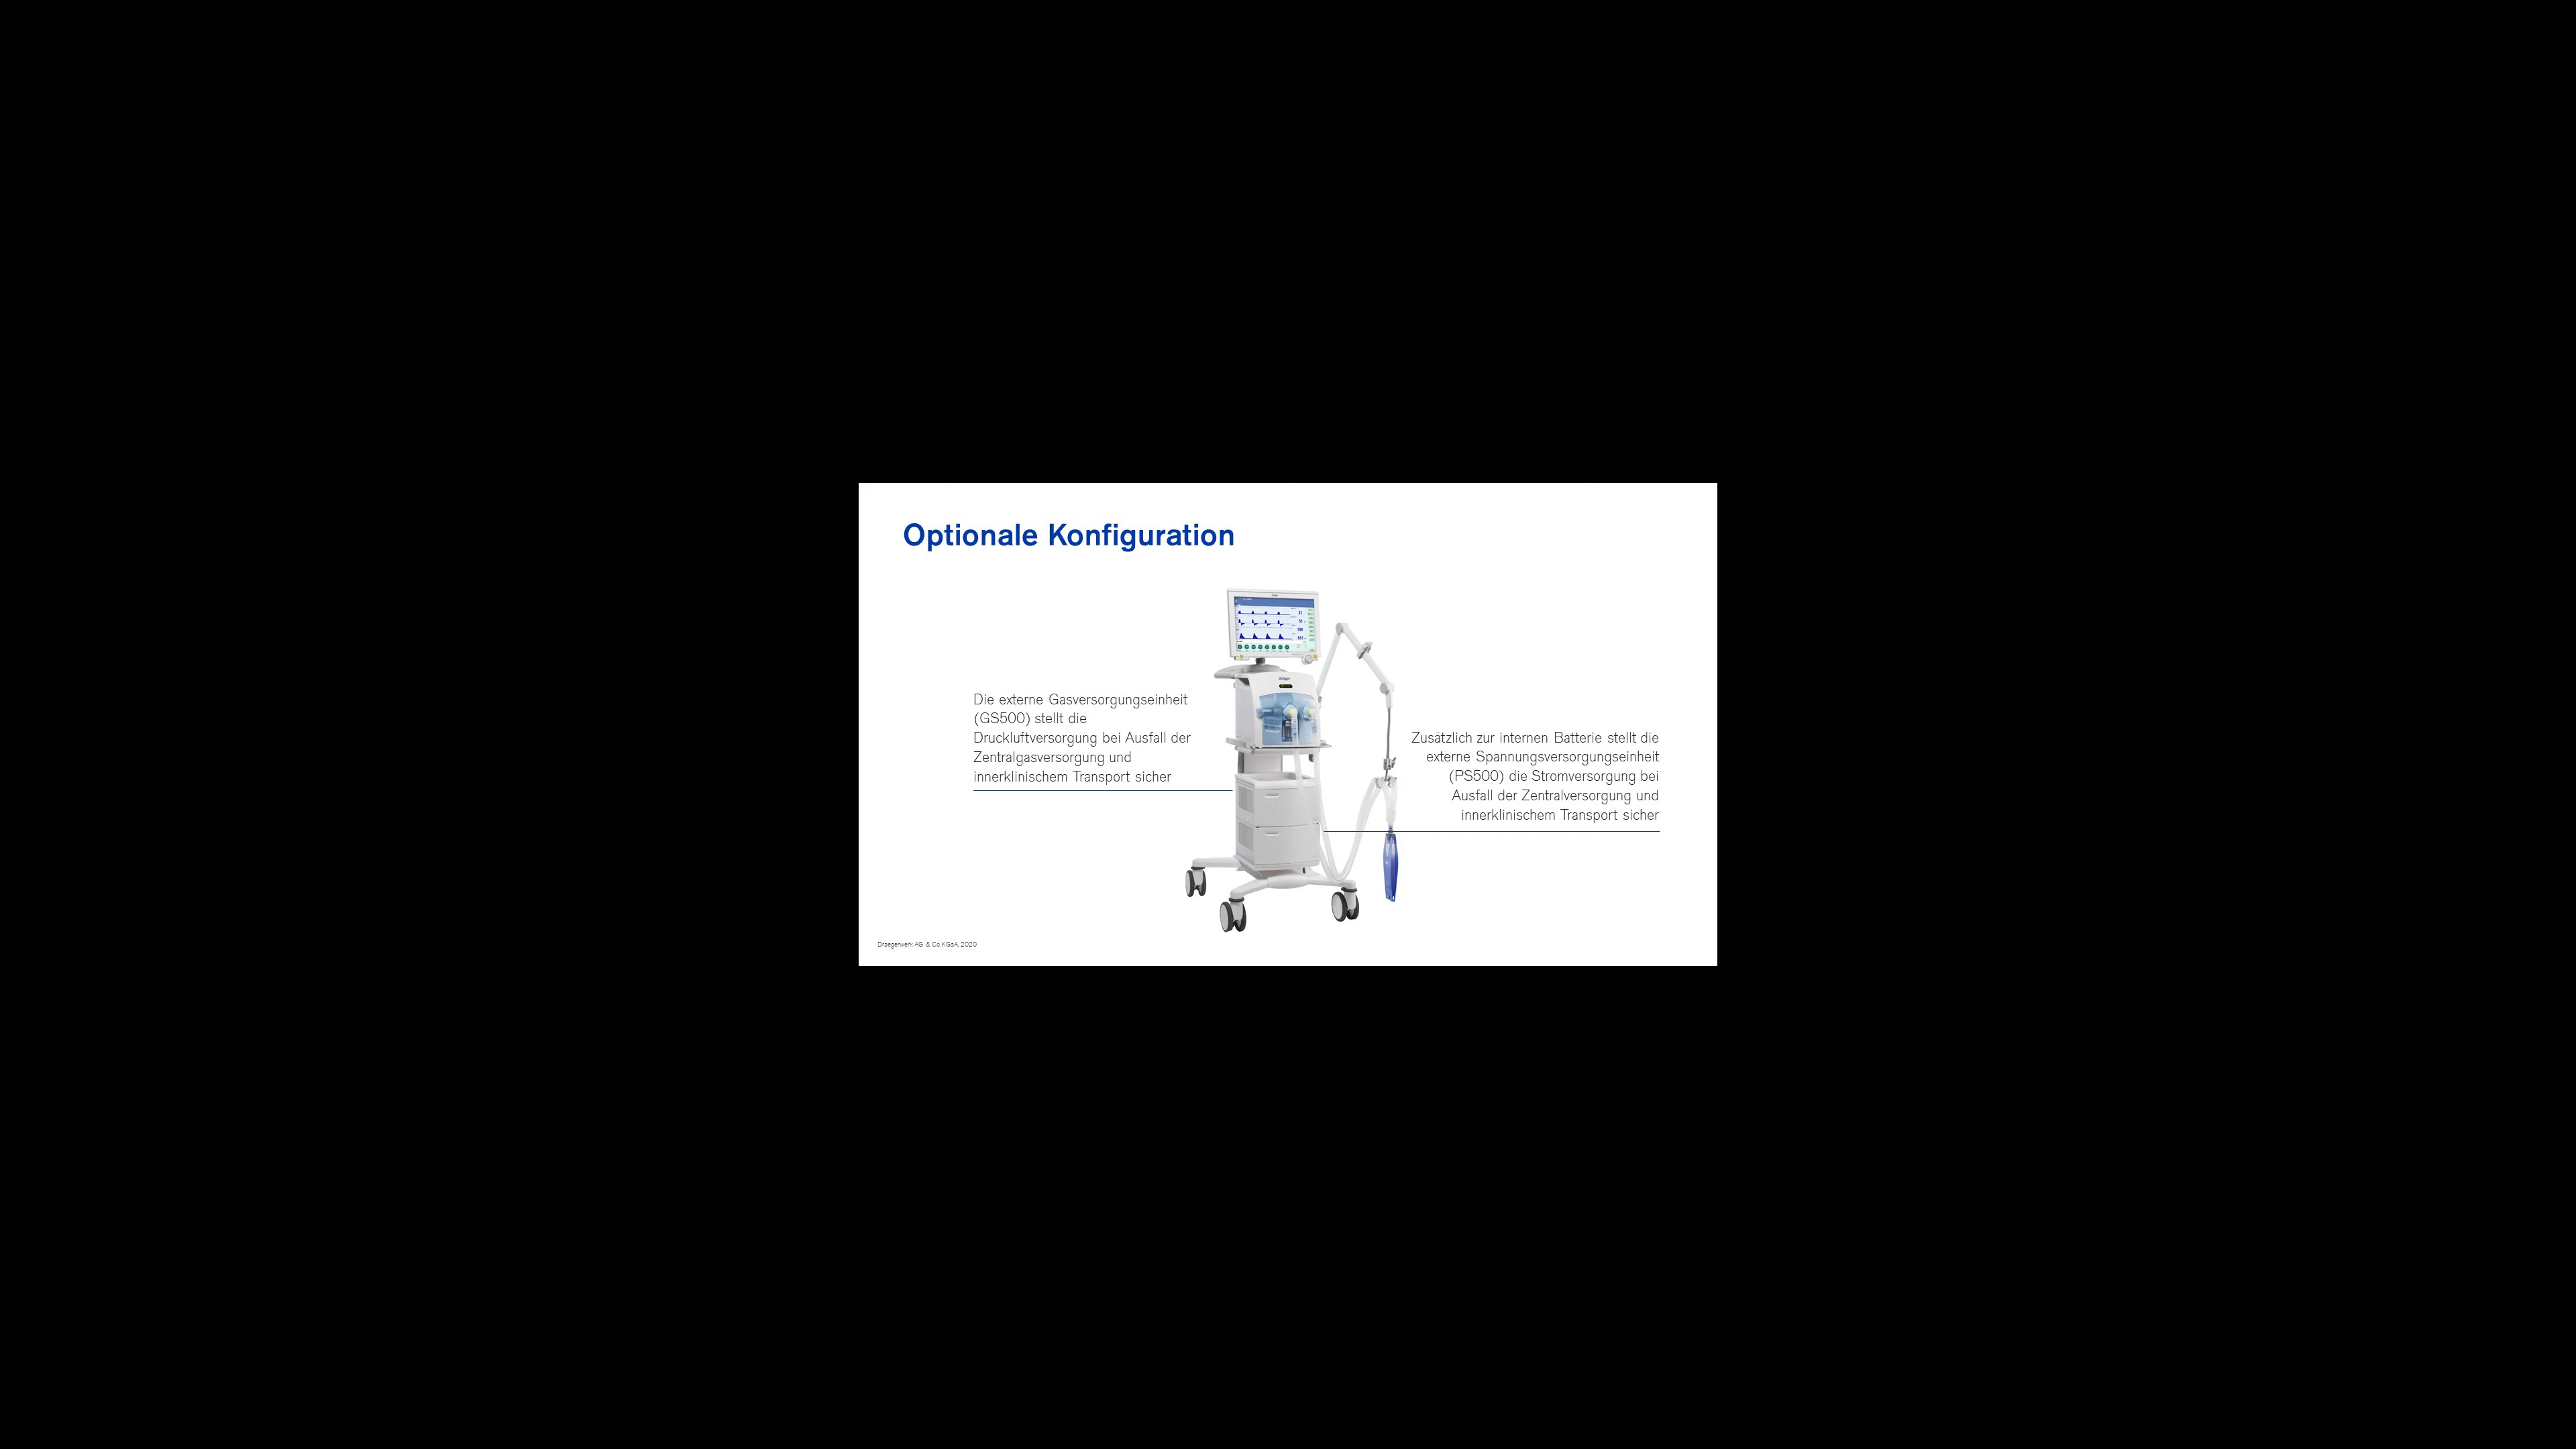 Optionale Konfiguration
Die externe Gasversorgungseinheit
(GS500) stellt die
Druckluftversorgung bei Ausfall der
Zentralgasversorgung und
innerklinischem Transport sicher
Zusätzlich zur internen Batterie stellt die
externe Spannungsversorgungseinheit
(PS500) die Stromversorgung bei
Ausfall der Zentralversorgung und
innerklinischem Transport sicher
Draegerwerk AG & Co.KGaA, 2020